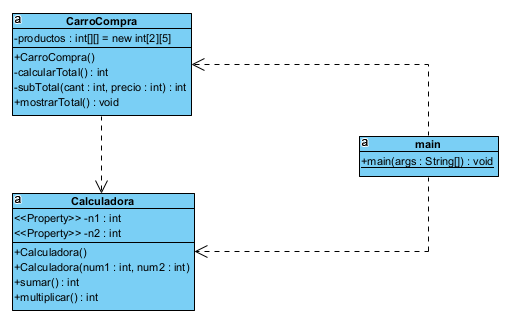 a
CarroCompra
-productos : int[][] = new int[2][5]
+CarroCompra()
-calcularTotal() : int
-subTotal(cant : int, precio : int) : int
+mostrarTotal() : void
a
main
+main(args : String[]) : void
a
Calculadora
<<Property>> -n1 : int
<<Property>> -n2 : int
+Calculadora()
+Calculadora(num1 : int, num2 : int)
+sumar() : int
+multiplicar() : int